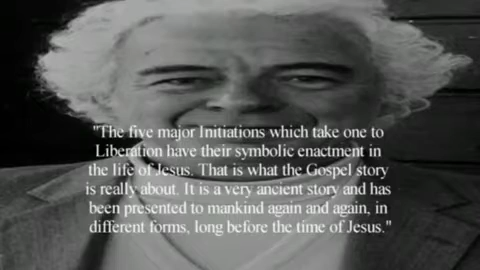 "The five major Initiations which take one to
Liberation have their symbolic enactment in
the life of Jesus. That is what the Gospel story
is really about. It is a very ancient story and has
been presented to mankind again and again, in
different forms, long before the time of Jesus."